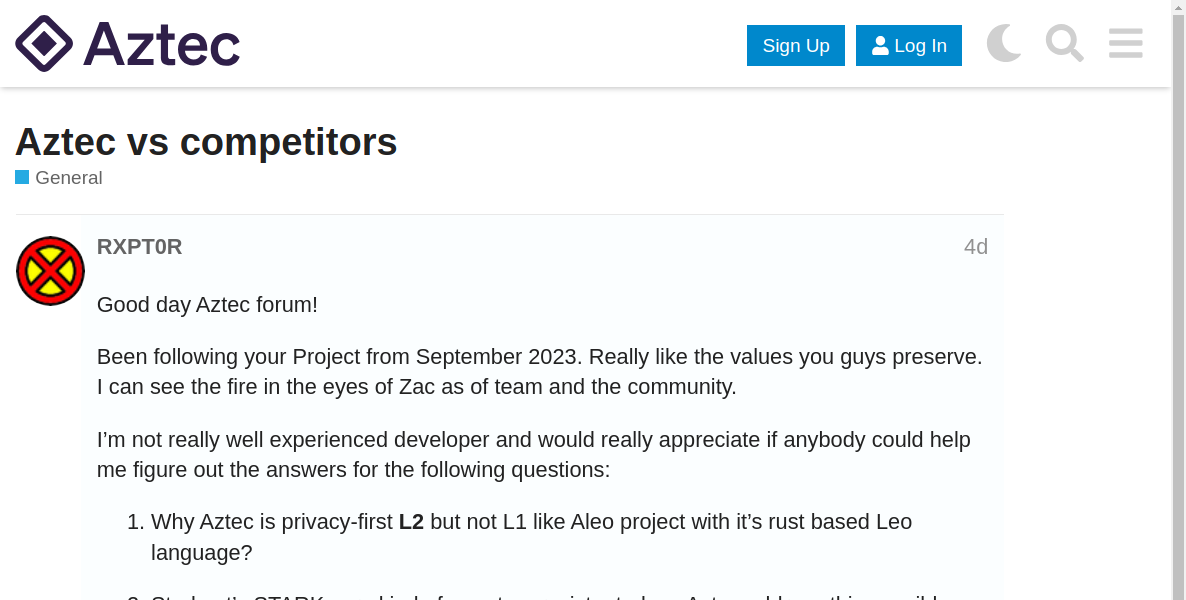 Aztec
Sign Up
Log In
Aztec vs competitors
General
RXPT0R
4d
Good day Aztec forum!
Been following your Project from September 2023. Really like the values you guys preserve.
I can see the fire in the eyes of Zac as of team and the community.
I’m not really well experienced developer and would really appreciate if anybody could help
me figure out the answers for the following questions:
1. Why Aztec is privacy-first L2 but not L1 like Aleo project with it’s rust based Leo
language?